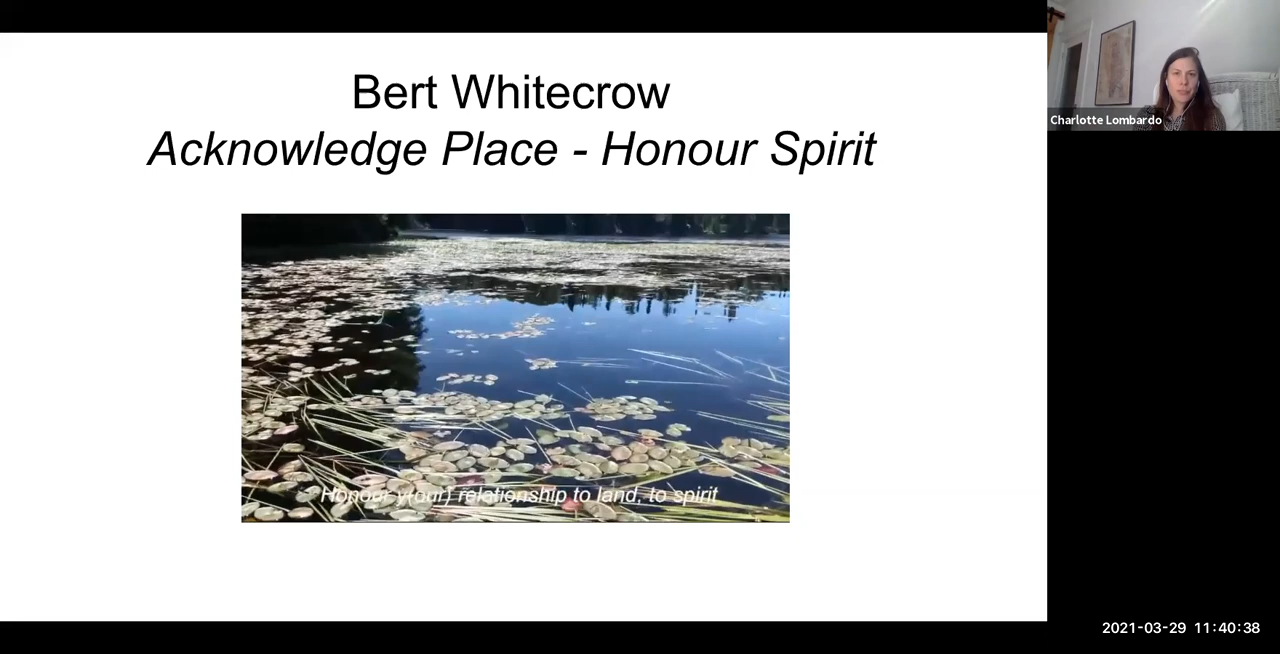 Bert Whitecrow
Acknowledge Place - Honour Spirit
Honour y(our) relationship to land, to spirit
Charlotte Lombardo
2021-03-29 11:40:38